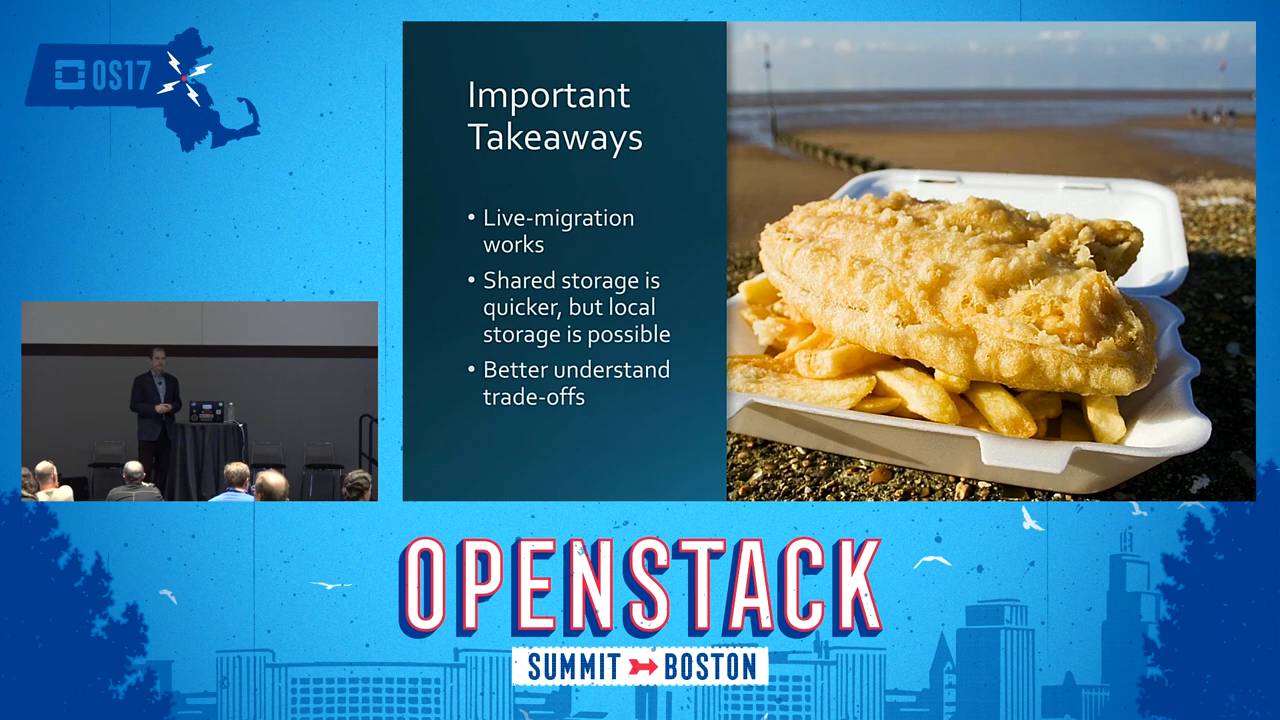 OS17
Important
Takeaways
• Live-migration
works
• Shared storage is
quicker, but local
storage is possible
• Better understand
trade-offs
OPENSTACK
SUMMIT BOSTON